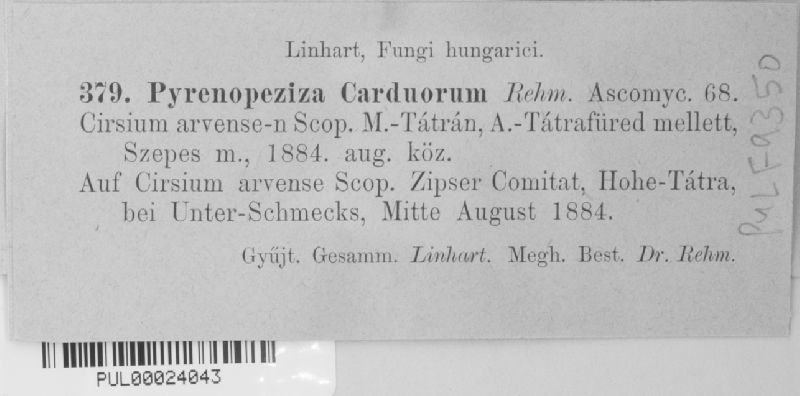 Linhart, Fungi hungarici.
379. Pyrenopeziza Carduorum Rehm. Ascomyc. 68.
Cirsium arvense-n Scop. M.-Tátrán, A.-Tátrafüred mellett,
Szepes m., 1884. aug. köz.
Auf Cirsium arvense Scop. Zipser Comitat, Hohe-Tátra,
bei Unter-Schmecks, Mitte August 1884.
Gyűjt. Gesamm. Linhart. Megh. Best. Dr. Rehm.
PUL F9350
PUL00024043